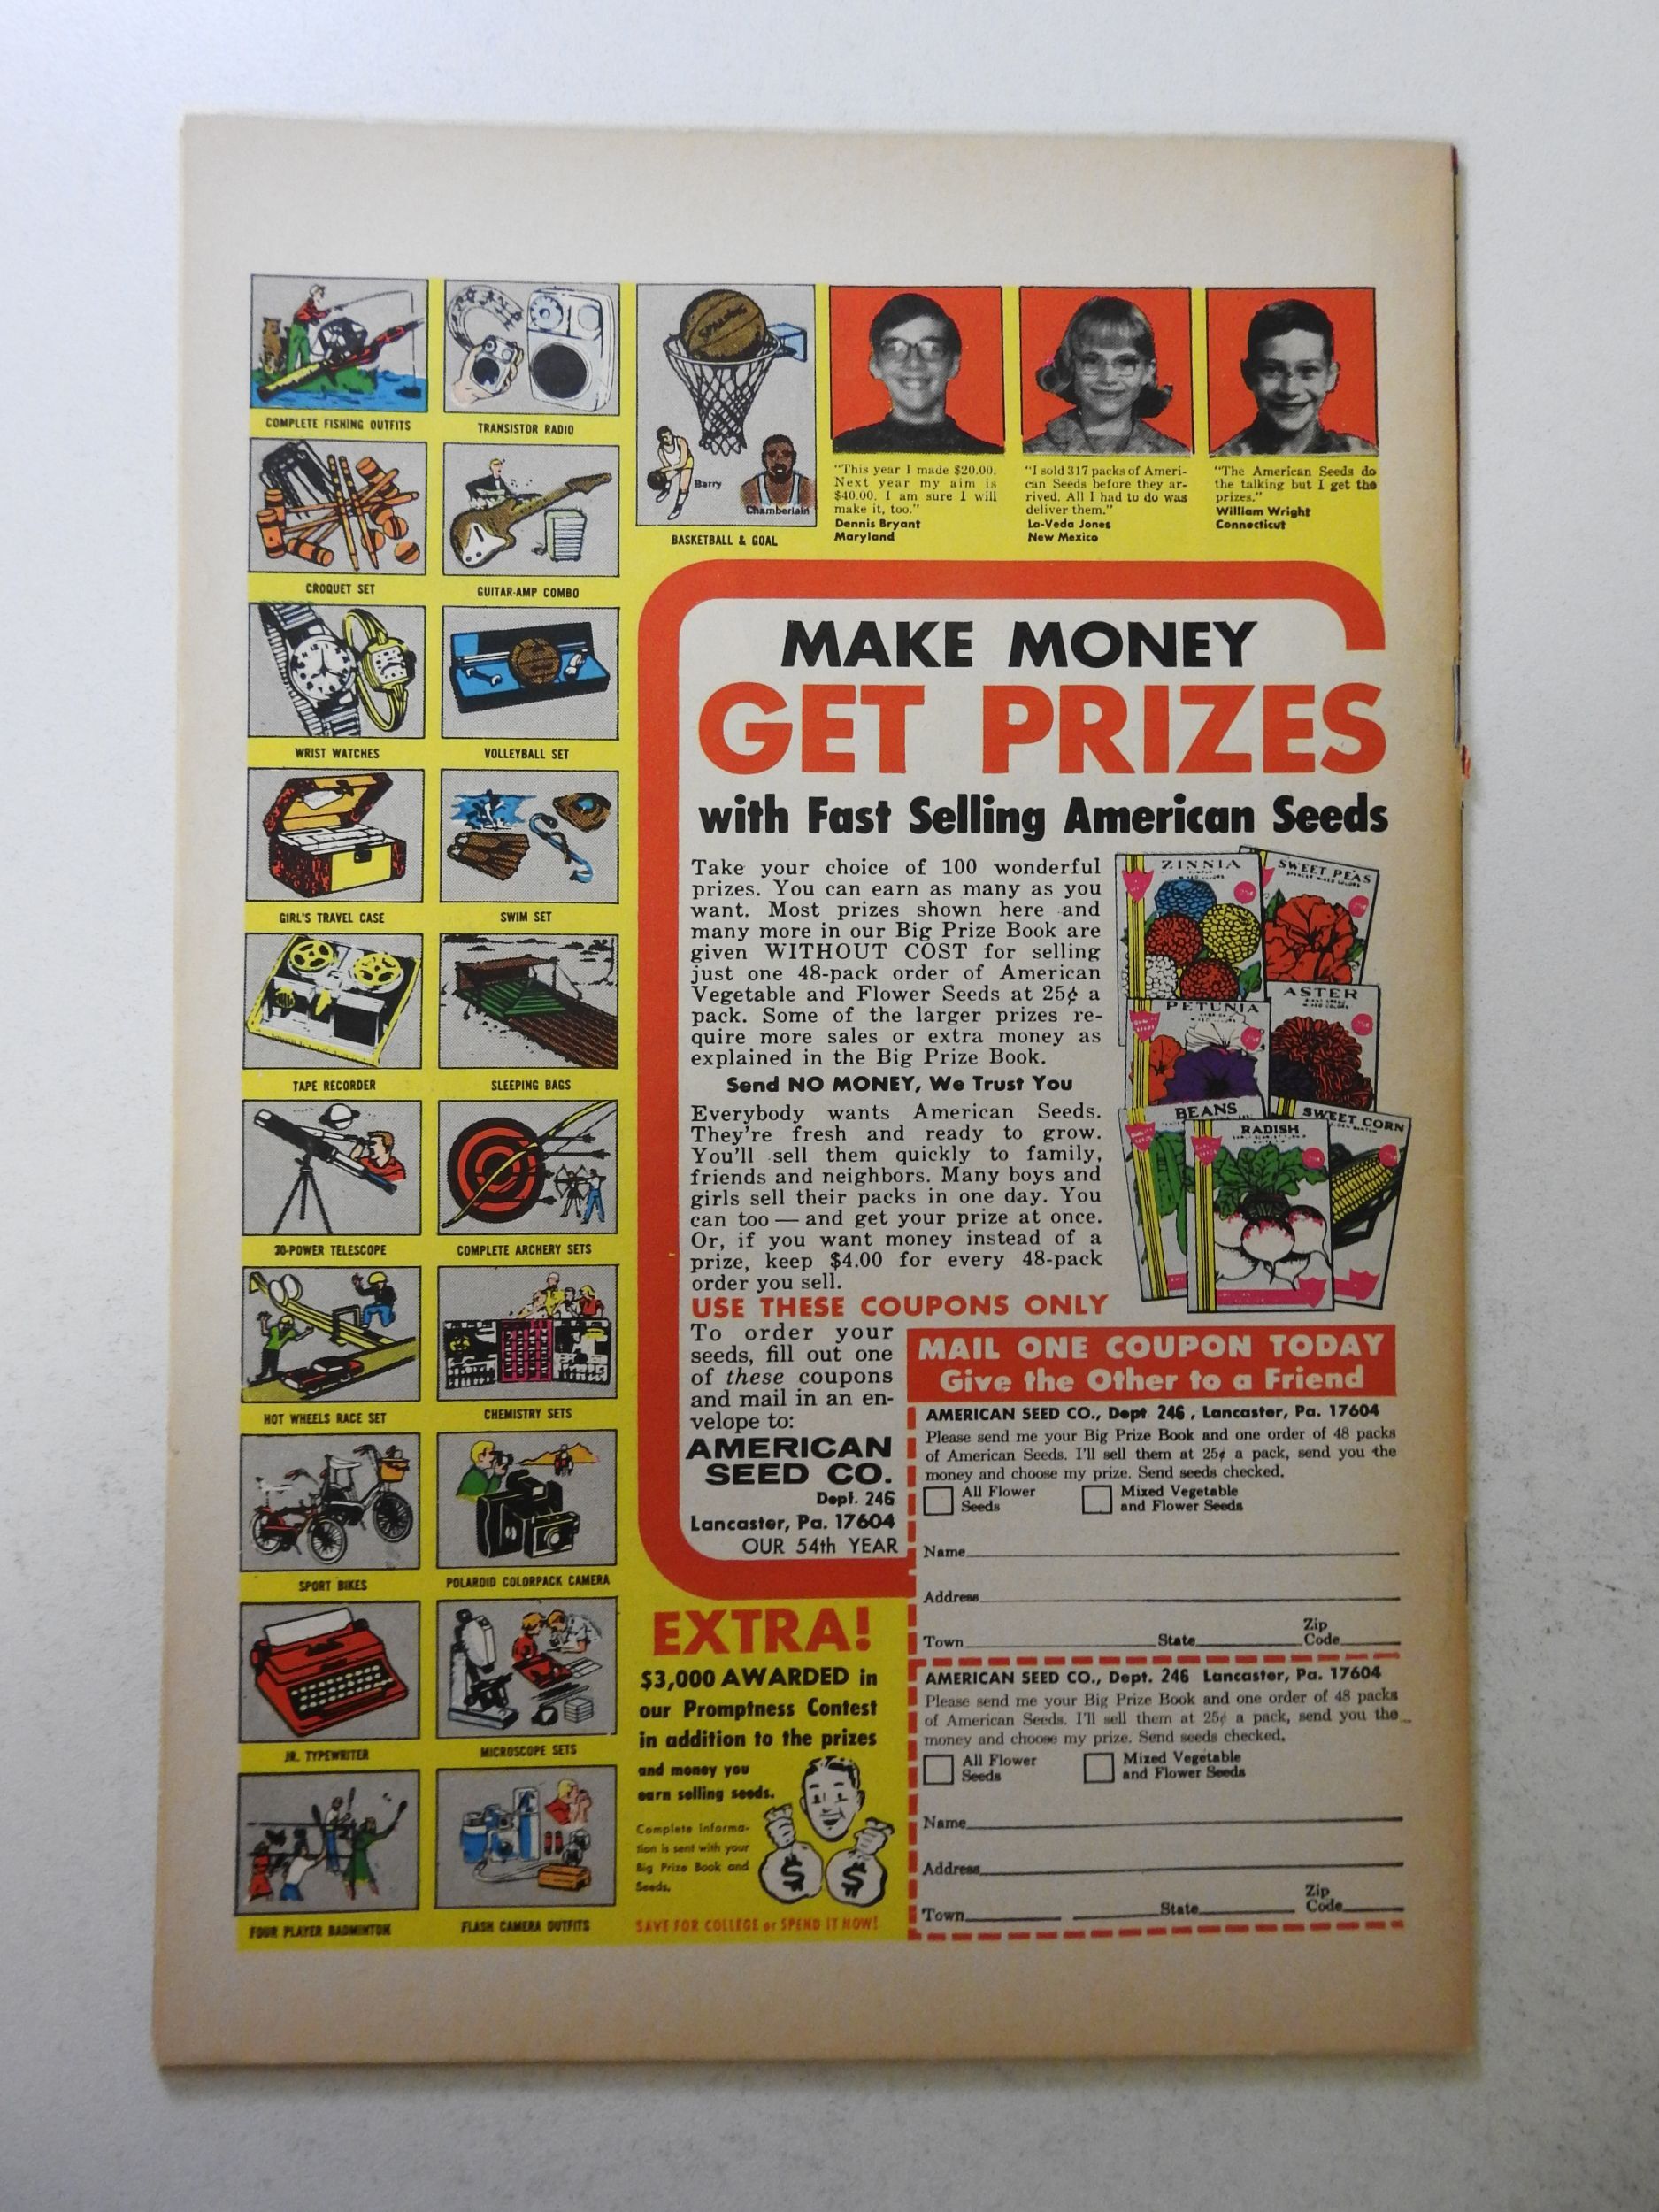 COMPLETE FISHING OUTFITS
TRANSISTOR RADIO
CROQUET SET
GUITAR-AMP COMBO
WRIST WATCHES
VOLLEYBALL SET
GIRL'S TRAVEL CASE
SWIM SET
TAPE RECORDER
SLEEPING BAGS
30-POWER TELESCOPE
COMPLETE ARCHERY SETS
HOT WHEELS RACE SET
CHEMISTRY SETS
SPORT BIKES
POLAROID COLORPACK CAMERA
JR. TYPEWRITER
MICROSCOPE SETS
FOUR PLAYER BADMINTON
FLASH CAMERA OUTFITS
SPALDING
Barry
Chamberlain
BASKETBALL & GOAL
"This year I made $20.00.
Next year my aim is
$40.00. I am sure I will
make it, too."
Dennis Bryant
Maryland
"I sold 317 packs of Ameri-
can Seeds before they ar-
rived. All I had to do was
deliver them."
La-Veda Jones
New Mexico
"The American Seeds do
the talking but I get the
prizes."
William Wright
Connecticut
MAKE MONEY
GET PRIZES
with Fast Selling American Seeds
Take your choice of 100 wonderful
prizes. You can earn as many as you
want. Most prizes shown here and
many more in our Big Prize Book are
given WITHOUT COST for selling
just one 48-pack order of American
Vegetable and Flower Seeds at 25¢ a
pack. Some of the larger prizes re-
quire more sales or extra money as
explained in the Big Prize Book.
Send NO MONEY, We Trust You
Everybody wants American Seeds.
They're fresh and ready to grow.
You'll sell them quickly to family,
friends and neighbors. Many boys and
girls sell their packs in one day. You
can too — and get your prize at once.
Or, if you want money instead of a
prize, keep $4.00 for every 48-pack
order you sell.
ZINNIA
SWEET PEAS
PETUNIA
ASTER
BEANS
RADISH
SWEET CORN
USE THESE COUPONS ONLY
To order your
seeds, fill out one
of these coupons
and mail in an en-
velope to:
AMERICAN
SEED CO.
Dept. 246
Lancaster, Pa. 17604
OUR 54th YEAR
MAIL ONE COUPON TODAY
Give the Other to a Friend
AMERICAN SEED CO., Dept 246, Lancaster, Pa. 17604
Please send me your Big Prize Book and one order of 48 packs
of American Seeds. I'll sell them at 25¢ a pack, send you the
money and choose my prize. Send seeds checked.
All Flower
Seeds
Mixed Vegetable
and Flower Seeds
Name
Address
Zip
Town State Code
AMERICAN SEED CO., Dept. 246 Lancaster, Pa. 17604
Please send me your Big Prize Book and one order of 48 packs
of American Seeds. I'll sell them at 25¢ a pack, send you the
money and choose my prize. Send seeds checked.
All Flower
Seeds
Mixed Vegetable
and Flower Seeds
Name
Address
Zip
Town State Code
EXTRA!
$3,000 AWARDED in
our Promptness Contest
in addition to the prizes
and money you
earn selling seeds.
Complete Informa-
tion is sent with your
Big Prize Book and
Seeds.
$ $
SAVE FOR COLLEGE or SPEND IT NOW!